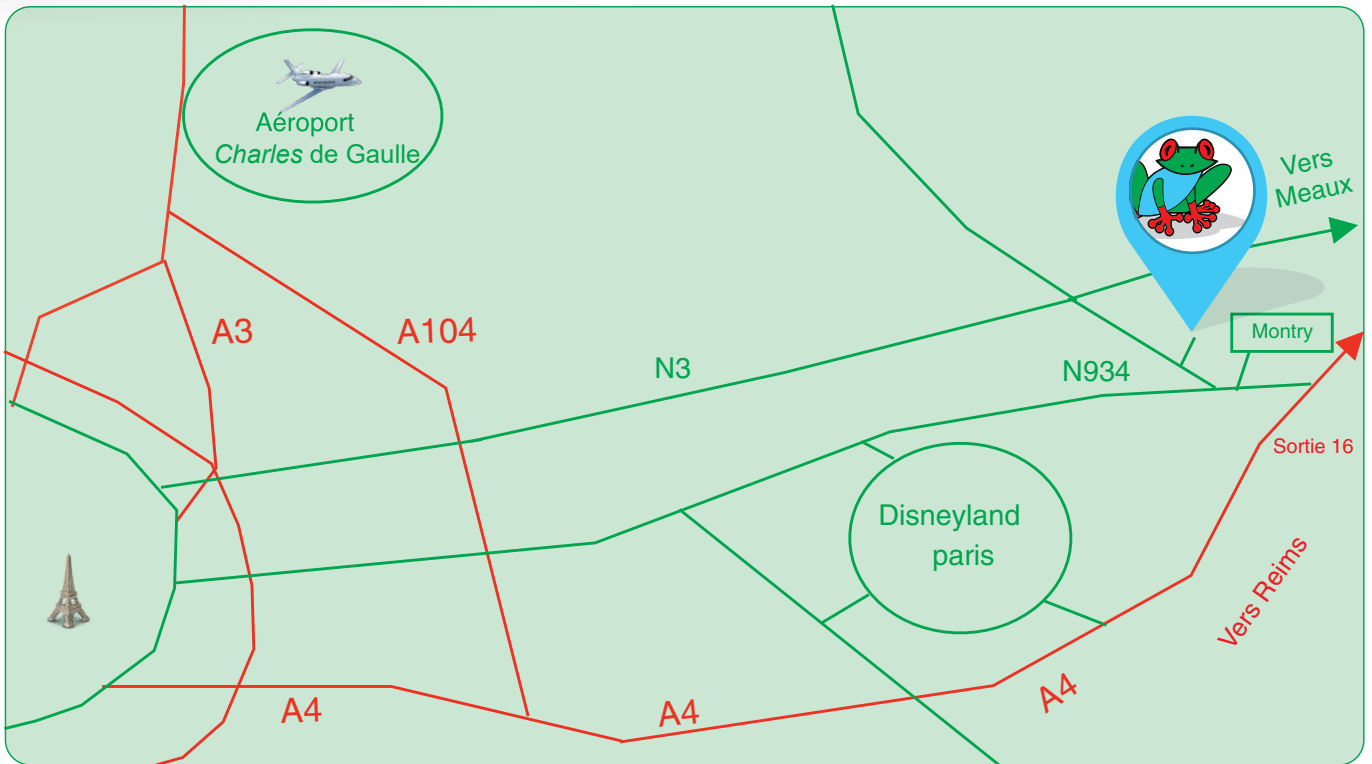 Aéroport
Charles de Gaulle
Vers
Meaux
A3
A104
Montry
N3
N934
Sortie 16
Disneyland
paris
Vers Reims
A4
A4
A4